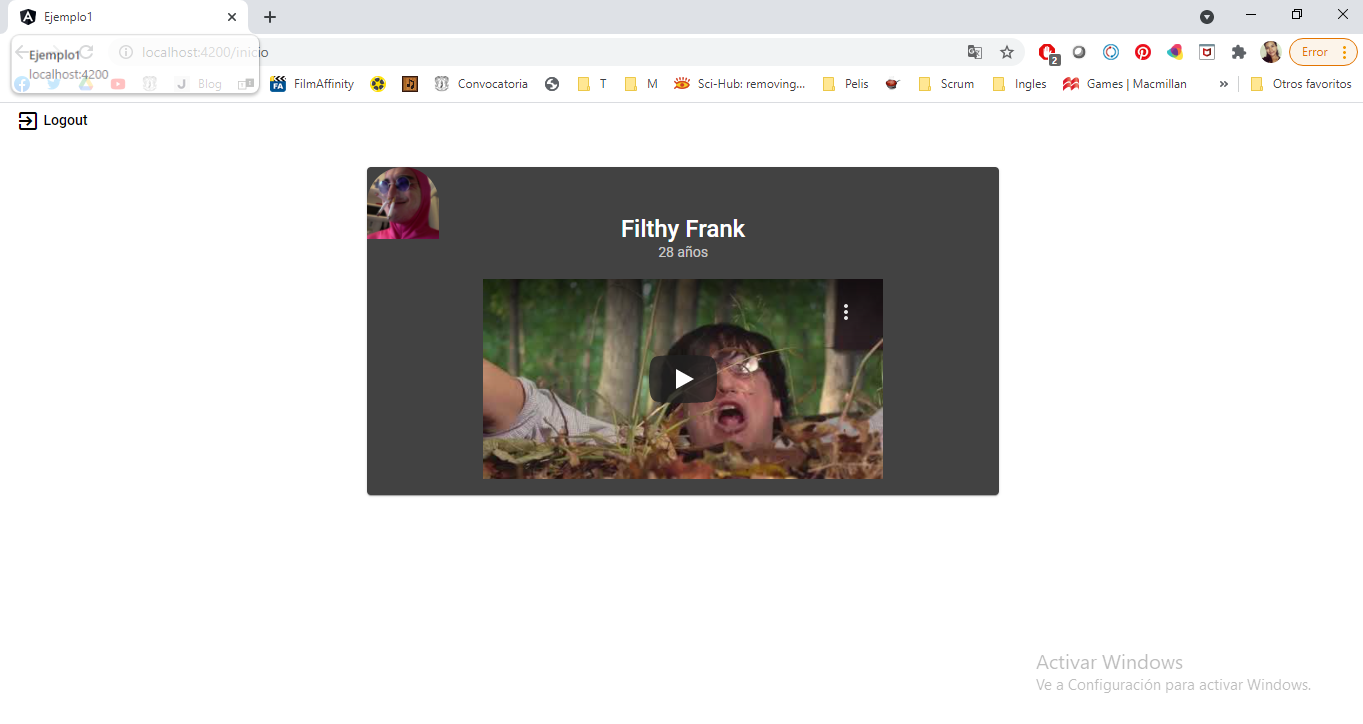 Ejemplo1
Ejemplo1
localhost:4200
localhost:4200/inicio
2
Error
Blog
FA
FilmAffinity
Convocatoria
T
M
Sci-Hub: removing...
Pelis
Scrum
Ingles
Games | Macmillan
»
Otros favoritos
Logout
Filthy Frank
28 años
Activar Windows
Ve a Configuración para activar Windows.